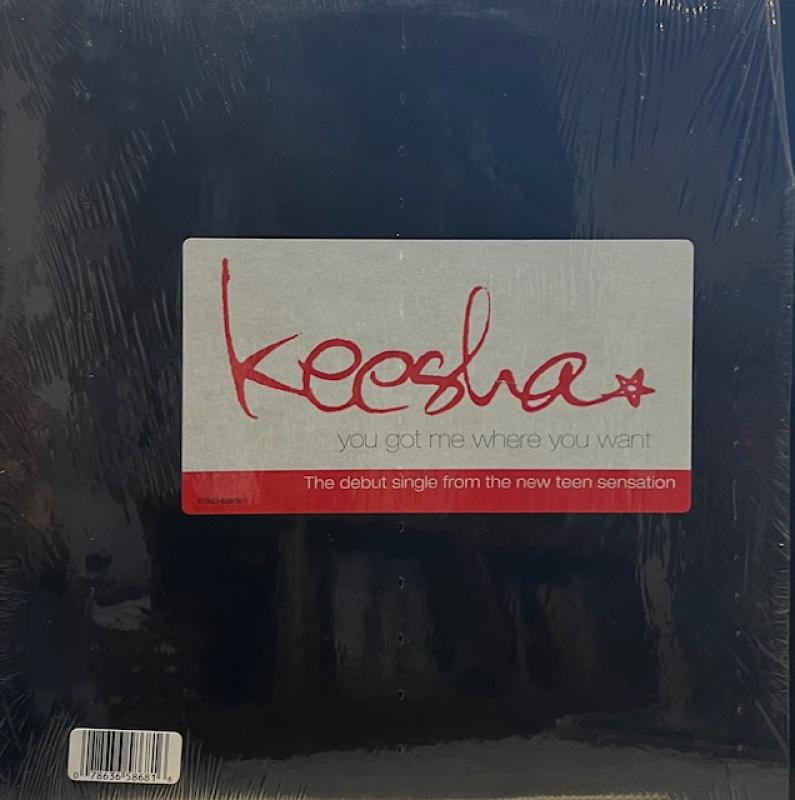 keesha
you got me where you want
The debut single from the new teen sensation
0 78636 58681 6